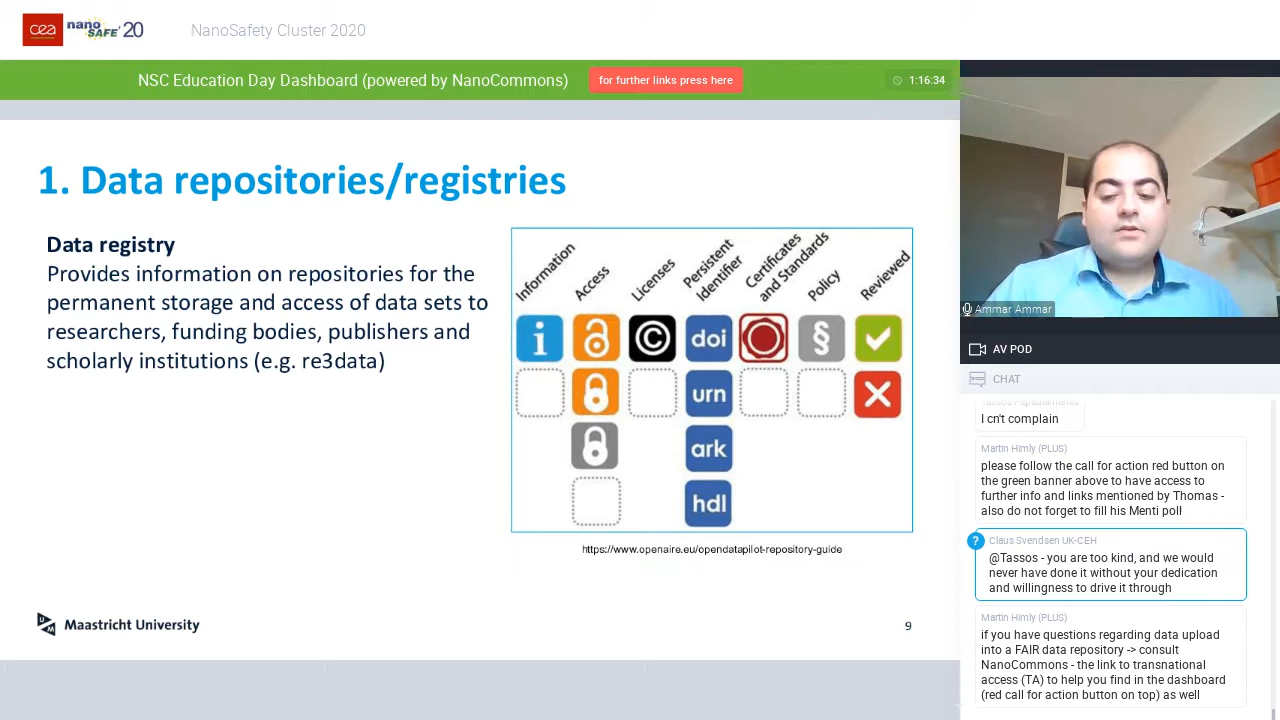 cea nano SAFE' 20
NanoSafety Cluster 2020
NSC Education Day Dashboard (powered by NanoCommons)
for further links press here
1:16:34
1. Data repositories/registries
Data registry
Provides information on repositories for the
permanent storage and access of data sets to
researchers, funding bodies, publishers and
scholarly institutions (e.g. re3data)
Information
Access
Licenses
Persistent
Identifier
Certificates
and Standards
Policy
Reviewed
i
©
doi
§
urn
ark
hdl
https://www.openaire.eu/opendatapilot-repository-guide
UM
Maastricht University
9
Ammar Ammar
AV POD
CHAT
I cn't complain
Martin Himly (PLUS)
please follow the call for action red button on
the green banner above to have access to
further info and links mentioned by Thomas -
also do not forget to fill his Menti poll!
?
Claus Svendsen UK-CEH
@Tassos - you are too kind, and we would
never have done it without your dedication
and willingness to drive it through
Martin Himly (PLUS)
if you have questions regarding data upload
into a FAIR data repository -> consult
NanoCommons - the link to transnational
access (TA) to help you find in the dashboard
(red call for action button on top) as well